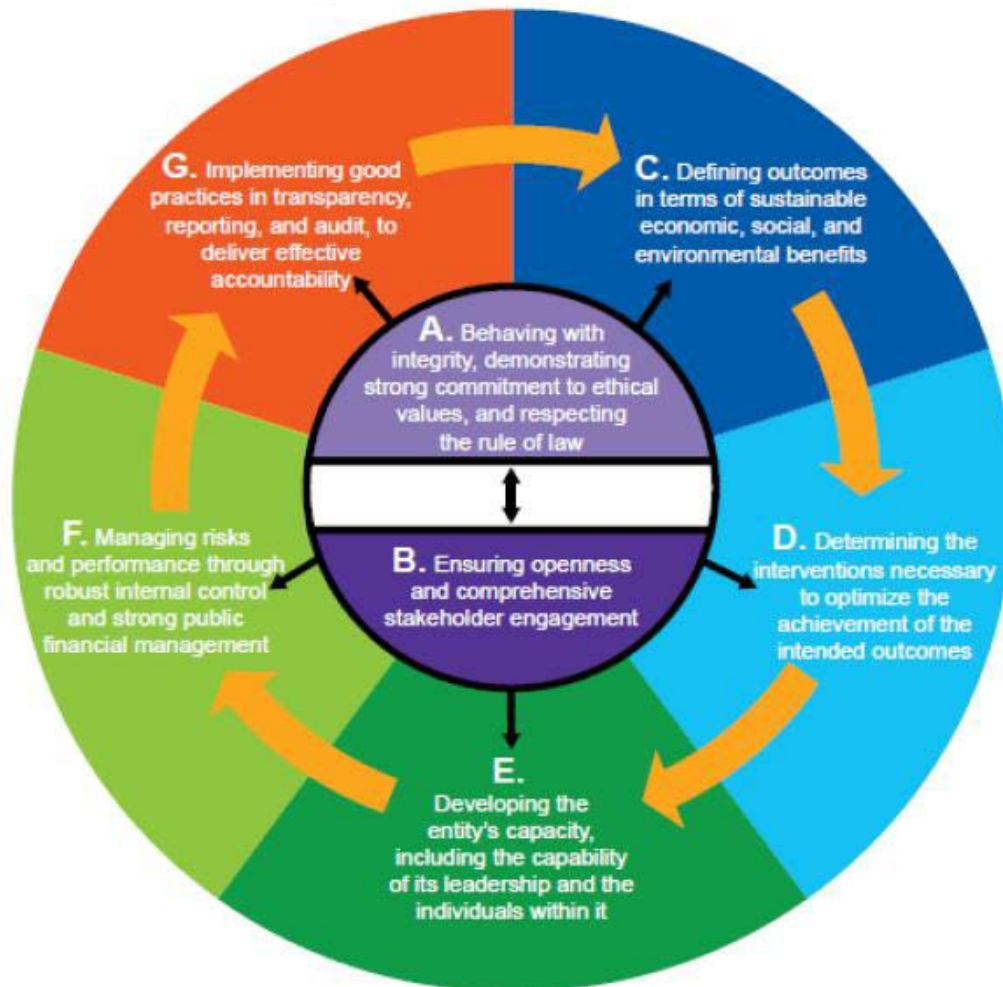 A. Behaving with
integrity, demonstrating
strong commitment to ethical
values, and respecting
the rule of law
B. Ensuring openness
and comprehensive
stakeholder engagement
C. Defining outcomes
in terms of sustainable
economic, social, and
environmental benefits
D. Determining the
interventions necessary
to optimize the
achievement of the
intended outcomes
E.
Developing the
entity's capacity,
including the capability
of its leadership and the
individuals within it
F. Managing risks
and performance through
robust internal control
and strong public
financial management
G. Implementing good
practices in transparency,
reporting, and audit, to
deliver effective
accountability